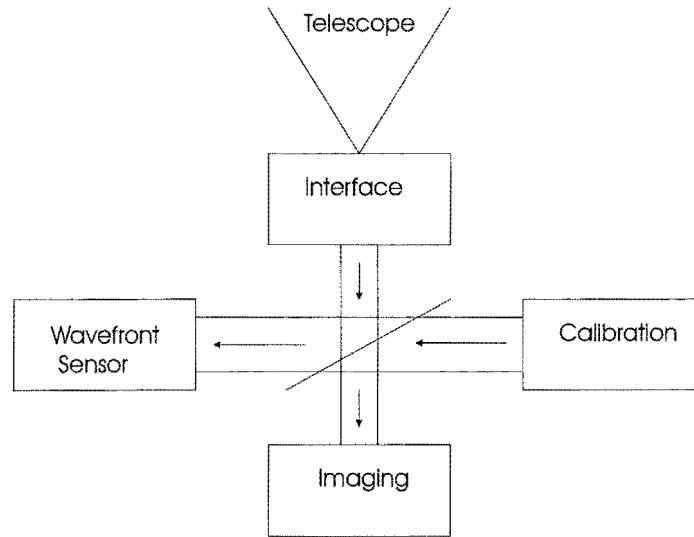 Telescope
Interface
Wavefront
Sensor
Calibration
Imaging